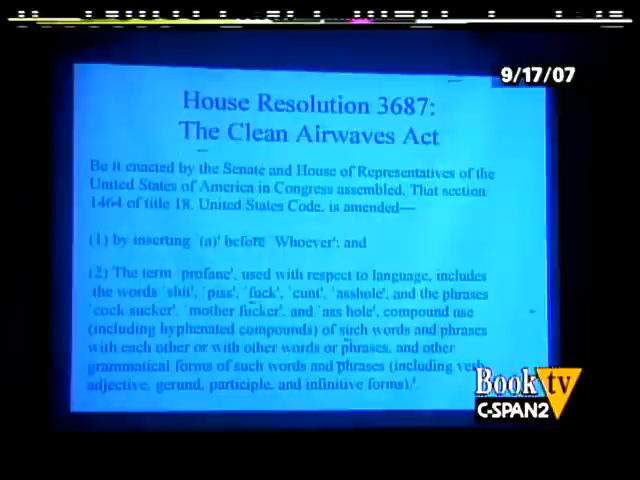 9/17/07
House Resolution 3687:
The Clean Airwaves Act
Be it enacted by the Senate and House of Representatives of the
United States of America in Congress assembled, That section
1464 of title 18, United States Code, is amended—
(1) by inserting `(a)' before `Whoever'; and
(2) The term `profane', used with respect to language, includes
the words `shit', `piss', `fuck', `cunt', `asshole', and the phrases
`cock sucker', `mother fucker', and `ass hole', compound use
(including hyphenated compounds) of such words and phrases
with each other or with other words or phrases, and other
grammatical forms of such words and phrases (including verb,
adjective, gerund, participle, and infinitive forms).'.
Book tv
C-SPAN2